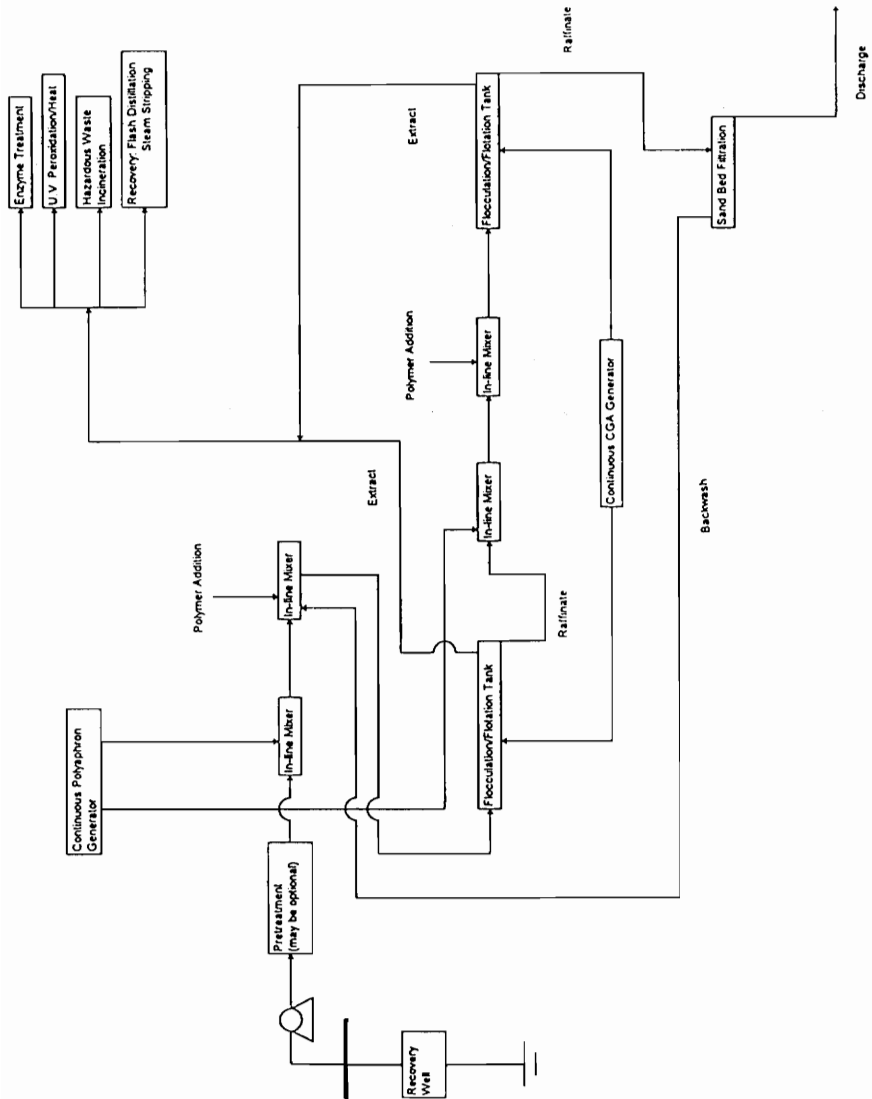 Enzyme Treatment
U.V Peroxidation/Heat
Hazardous Waste
Incineration
Recovery: Flash Distillation
Steam Stripping
Continuous Polyaphron
Generator
Polymer Addition
Extract
Extract
Raffinate
Pretreatment
(may be optional)
In-line Mixer
In-line Mixer
Polymer Addition
Recovery
Well
Flocculation/Flotation Tank
Raffinate
In-line Mixer
In-line Mixer
Flocculation/Flotation Tank
Continuous CGA Generator
Backwash
Sand Bed Filtration
Discharge